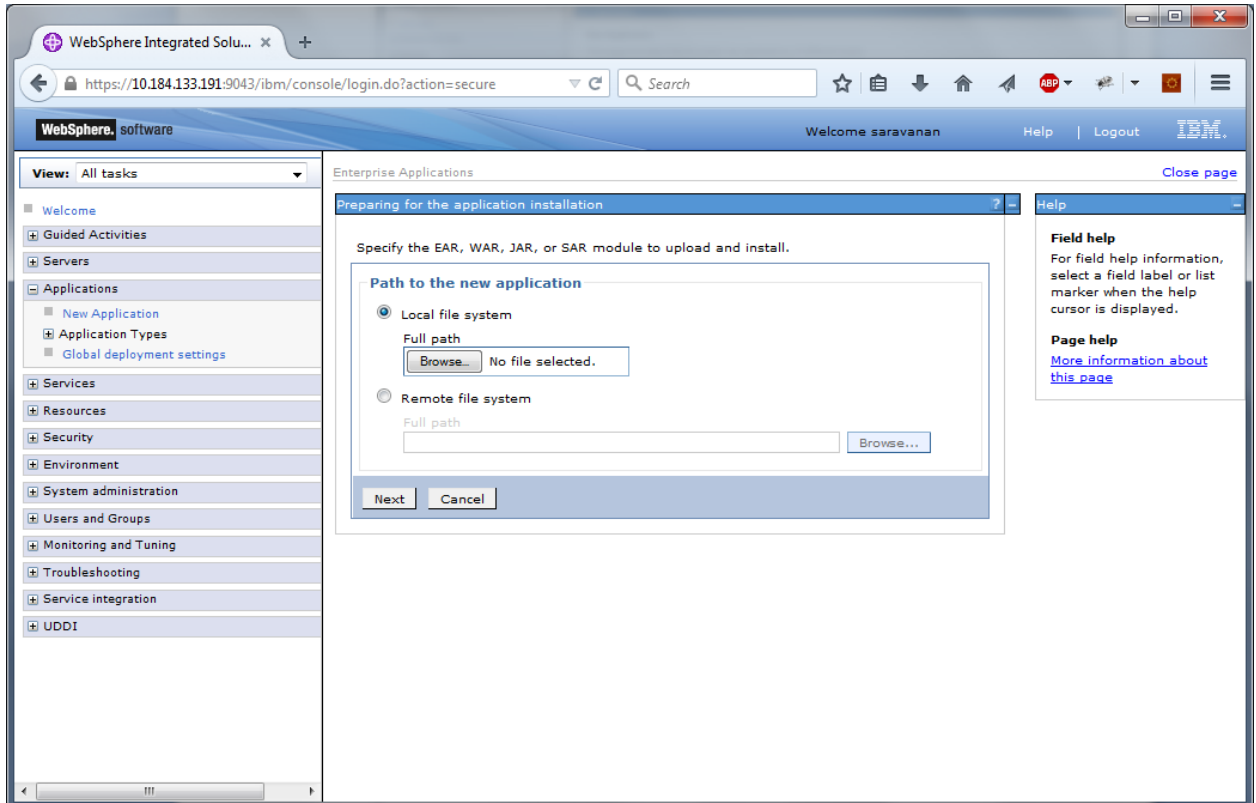 WebSphere Integrated Solu...
https://10.184.133.191:9043/ibm/console/login.do?action=secure
Search
ABP
WebSphere. software
Welcome saravanan
Help | Logout
IBM.
View: All tasks
Welcome
Guided Activities
Servers
Applications
New Application
Application Types
Global deployment settings
Services
Resources
Security
Environment
System administration
Users and Groups
Monitoring and Tuning
Troubleshooting
Service integration
UDDI
Enterprise Applications
Close page
Preparing for the application installation
? -
Specify the EAR, WAR, JAR, or SAR module to upload and install.
Path to the new application
Local file system
Full path
Browse... No file selected.
Remote file system
Full path
Browse...
Next Cancel
Help
Field help
For field help information,
select a field label or list
marker when the help
cursor is displayed.
Page help
More information about
this page